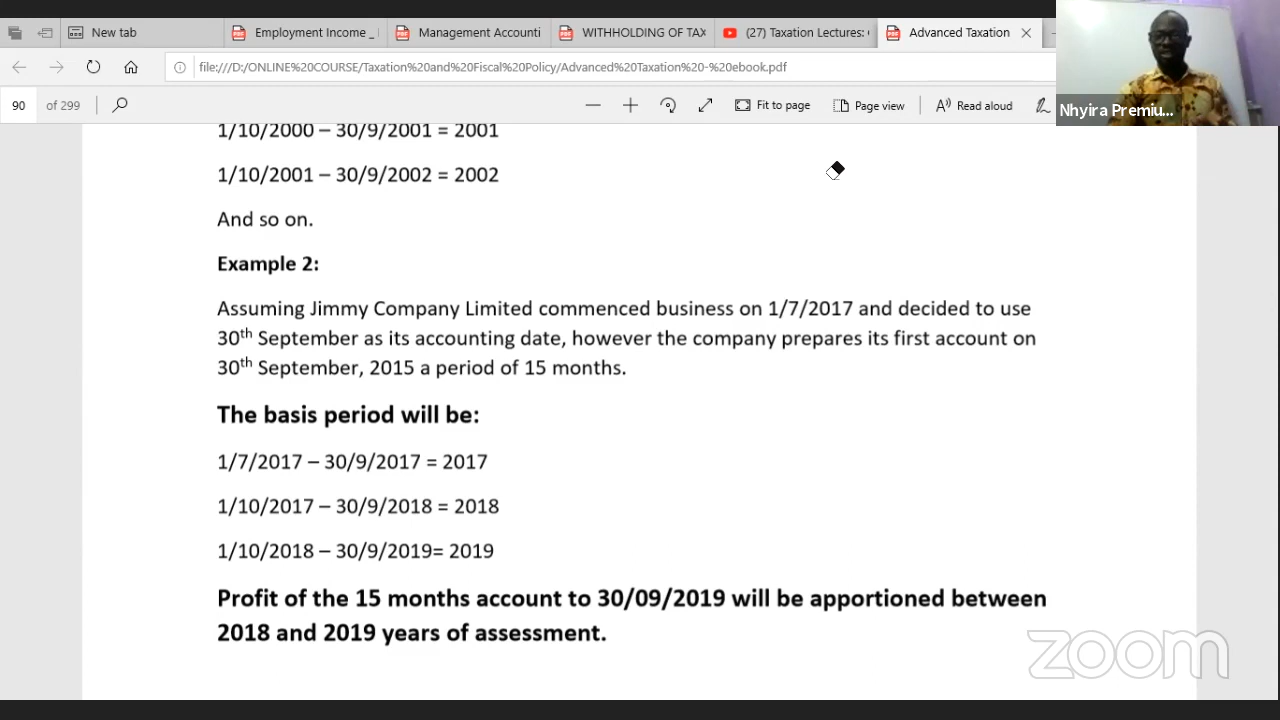 New tab
Employment Income _
Management Accounti
WITHHOLDING OF TAX
(27) Taxation Lectures:
Advanced Taxation
file:///D:/ONLINE%20COURSE/Taxation%20and%20Fiscal%20Policy/Advanced%20Taxation%20-%20ebook.pdf
90 of 299
Fit to page
Page view
Read aloud
Nhyira Premiu...
1/10/2000 – 30/9/2001 = 2001
1/10/2001 – 30/9/2002 = 2002
And so on.
Example 2:
Assuming Jimmy Company Limited commenced business on 1/7/2017 and decided to use
30th September as its accounting date, however the company prepares its first account on
30th September, 2015 a period of 15 months.
The basis period will be:
1/7/2017 – 30/9/2017 = 2017
1/10/2017 – 30/9/2018 = 2018
1/10/2018 – 30/9/2019= 2019
Profit of the 15 months account to 30/09/2019 will be apportioned between
2018 and 2019 years of assessment.
zoom